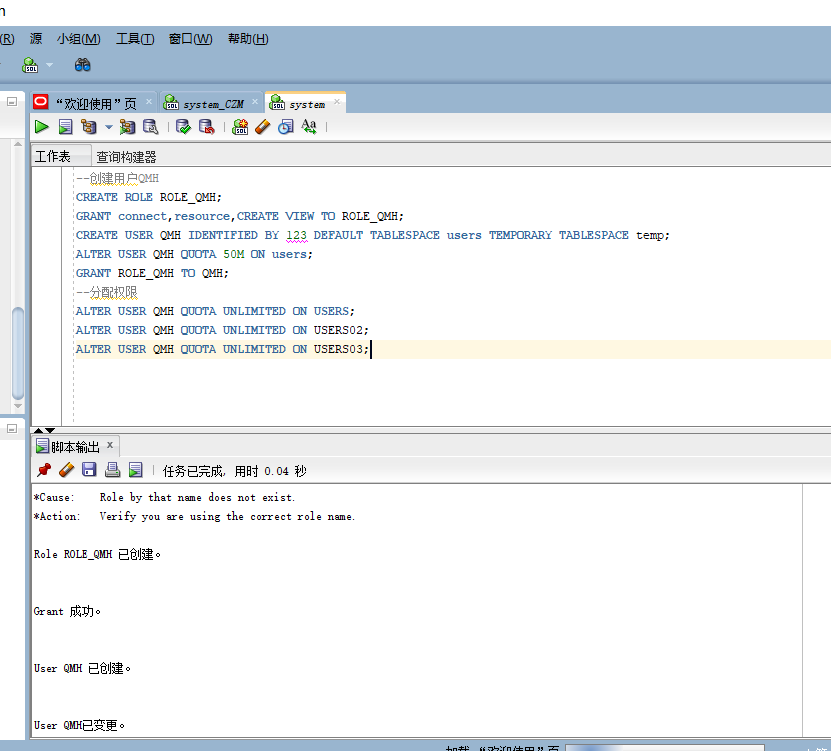 n
(R) 源 小组(M) 工具(T) 窗口(W) 帮助(H)
“欢迎使用”页 system_CZM system
工作表 查询构建器
--创建用户QMH
CREATE ROLE ROLE_QMH;
GRANT connect,resource,CREATE VIEW TO ROLE_QMH;
CREATE USER QMH IDENTIFIED BY 123 DEFAULT TABLESPACE users TEMPORARY TABLESPACE temp;
ALTER USER QMH QUOTA 50M ON users;
GRANT ROLE_QMH TO QMH;
--分配权限
ALTER USER QMH QUOTA UNLIMITED ON USERS;
ALTER USER QMH QUOTA UNLIMITED ON USERS02;
ALTER USER QMH QUOTA UNLIMITED ON USERS03;
脚本输出
任务已完成, 用时 0.04 秒
*Cause: Role by that name does not exist.
*Action: Verify you are using the correct role name.
Role ROLE_QMH 已创建。
Grant 成功。
User QMH 已创建。
User QMH已变更。